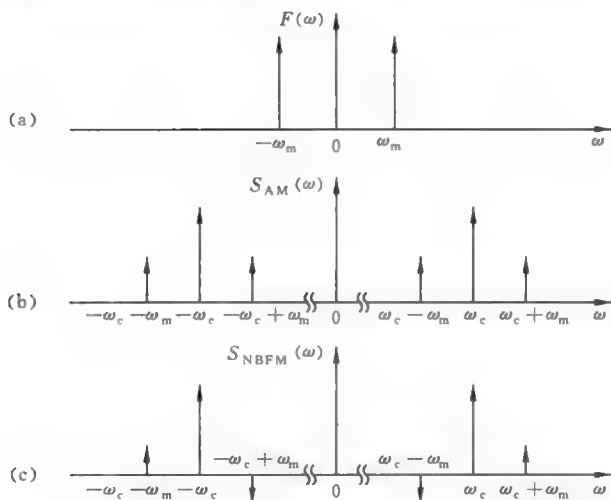 F(ω)
(a)
−ω_m 0 ω_m ω
S_AM(ω)
(b)
−ω_c −ω_m −ω_c −ω_c + ω_m 0 ω_c − ω_m ω_c ω_c + ω_m ω
S_NBFM(ω)
−ω_c + ω_m ω_c − ω_m
(c)
−ω_c −ω_m −ω_c 0 ω_c ω_c + ω_m ω